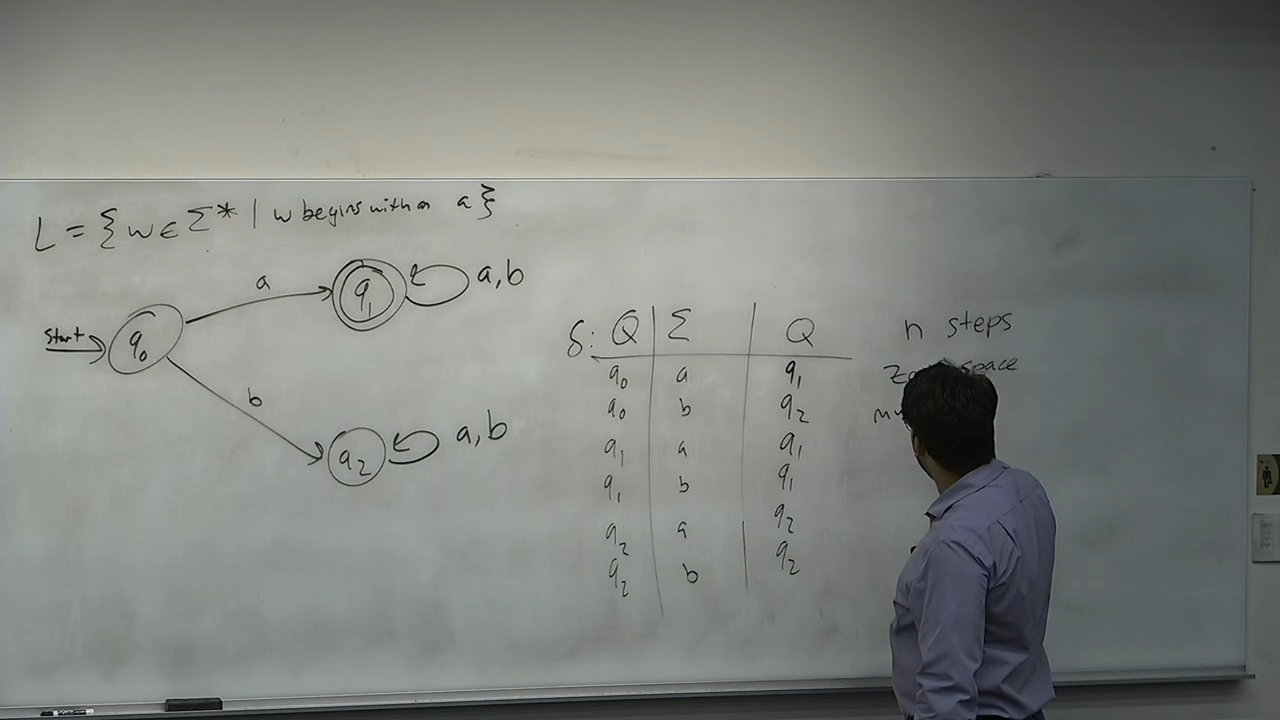 L = {w ∈ Σ* | w begins with an a}
a
q₁
a,b
start
q₀
b
q₂
a,b
δ: Q Σ Q
q₀ a q₁
q₀ b q₂
q₁ a q₁
q₁ b q₁
q₂ a q₂
q₂ b q₂
n steps
space